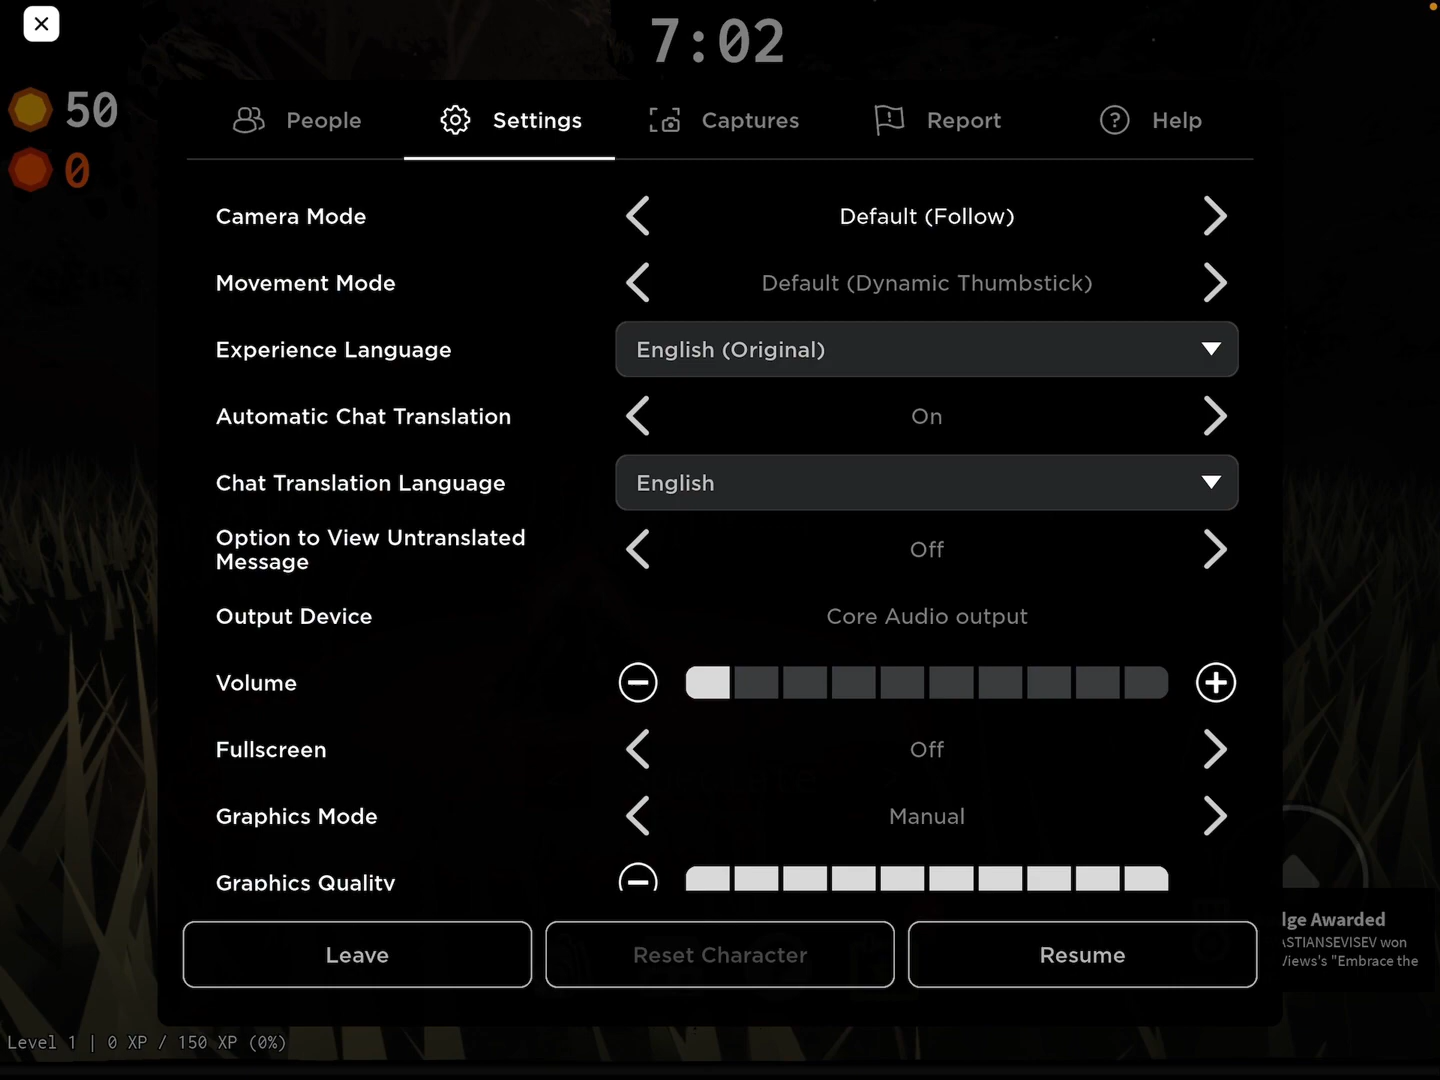 7:02
50
0
People
Settings
Captures
Report
Help
Camera Mode
Default (Follow)
Movement Mode
Default (Dynamic Thumbstick)
Experience Language
English (Original)
Automatic Chat Translation
On
Chat Translation Language
English
Option to View Untranslated
Message
Off
Output Device
Core Audio output
Volume
Fullscreen
Off
Graphics Mode
Manual
Graphics Quality
Leave
Reset Character
Resume
Awarded
ASTIANSEVISEV won
Views's "Embrace the
Level 1 | 0 XP / 150 XP (0%)